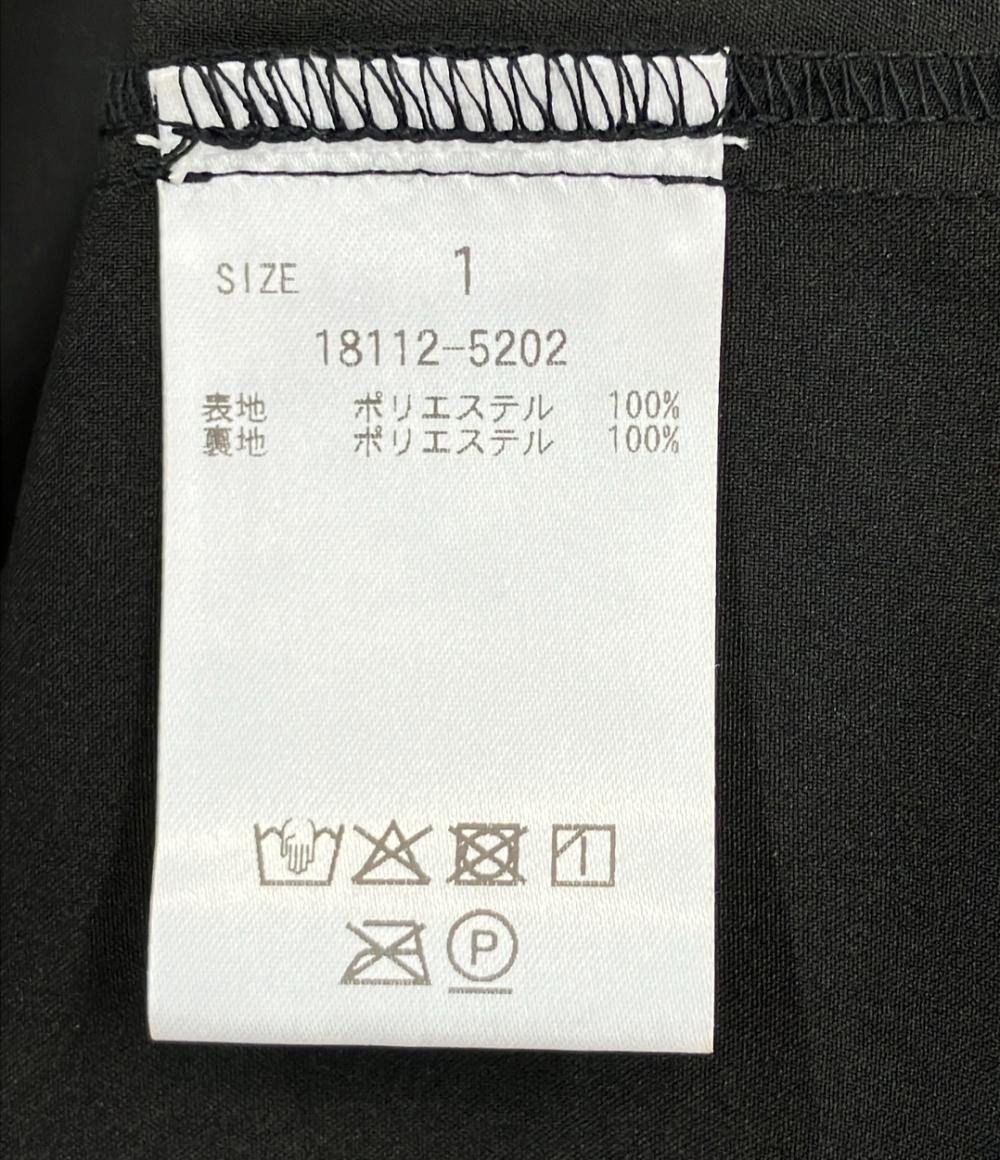 SIZE 1
18112-5202
表地 ポリエステル 100%
裏地 ポリエステル 100%
P